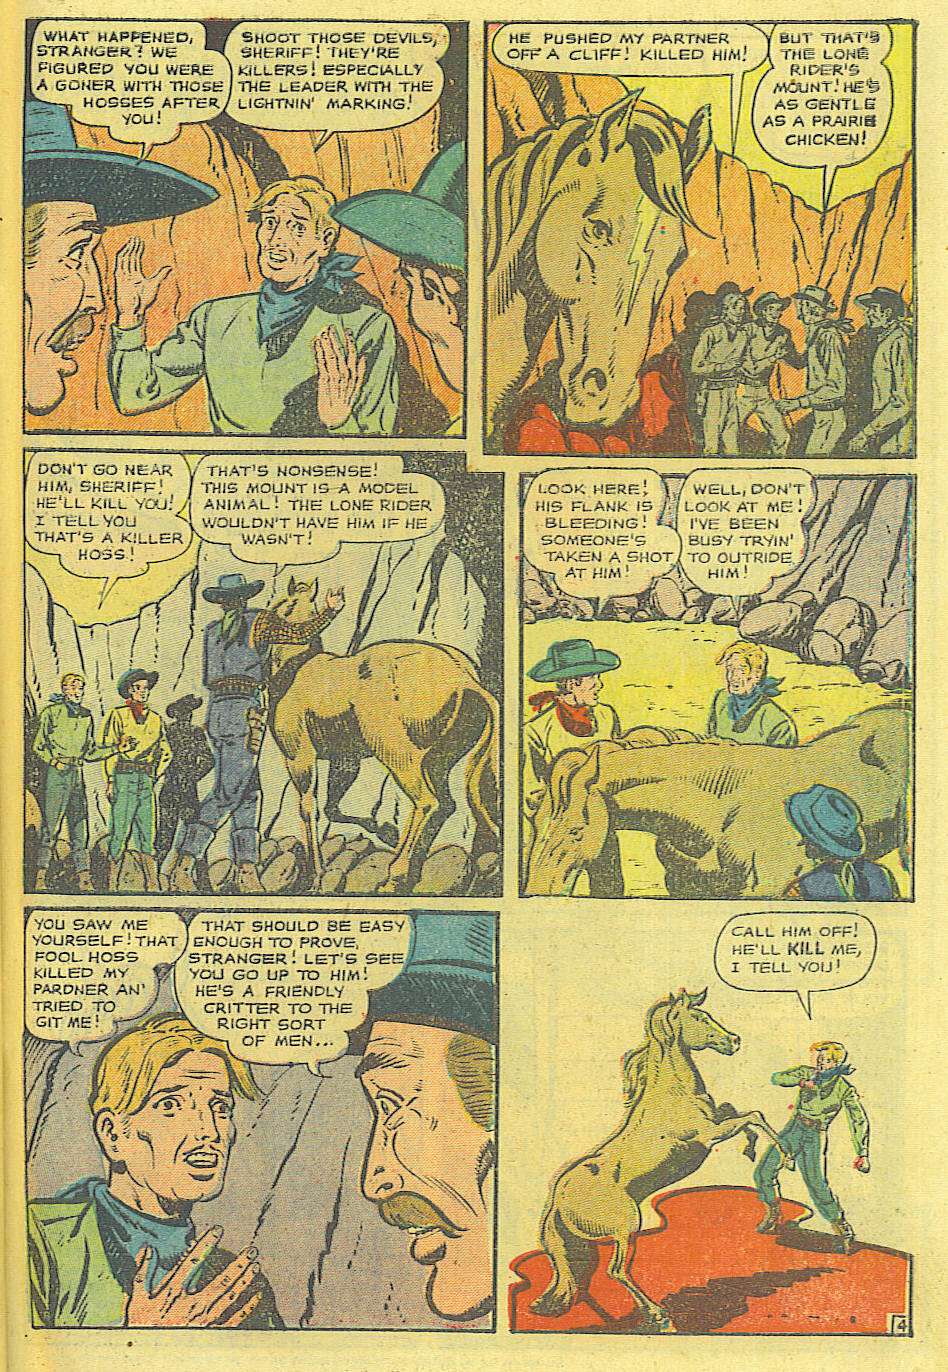 WHAT HAPPENED,
STRANGER? WE
FIGURED YOU WERE
A GONER WITH THOSE
HOSSES AFTER
YOU!
SHOOT THOSE DEVILS,
SHERIFF! THEY'RE
KILLERS! ESPECIALLY
THE LEADER WITH THE
LIGHTNIN' MARKING!
HE PUSHED MY PARTNER
OFF A CLIFF! KILLED HIM!
BUT THAT'S
THE LONE
RIDER'S
MOUNT! HE'S
AS GENTLE
AS A PRAIRIE
CHICKEN!
DON'T GO NEAR
HIM, SHERIFF!
HE'LL KILL YOU!
I TELL YOU
THAT'S A KILLER
HOSS!
THAT'S NONSENSE!
THIS MOUNT IS A MODEL
ANIMAL! THE LONE RIDER
WOULDN'T HAVE HIM IF HE
WASN'T!
LOOK HERE!
HIS FLANK IS
BLEEDING!
SOMEONE'S
TAKEN A SHOT
AT HIM!
WELL, DON'T
LOOK AT ME!
I'VE BEEN
BUSY TRYIN'
TO OUTRIDE
HIM!
YOU SAW ME
YOURSELF! THAT
FOOL HOSS
KILLED MY
PARDNER AN'
TRIED TO
GIT ME!
THAT SHOULD BE EASY
ENOUGH TO PROVE,
STRANGER! LET'S SEE
YOU GO UP TO HIM!
HE'S A FRIENDLY
CRITTER TO THE
RIGHT SORT
OF MEN...
CALL HIM OFF!
HE'LL KILL ME,
I TELL YOU!
4